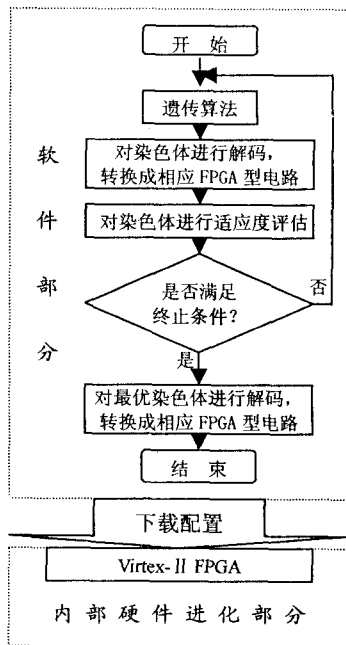 开 始
遗传算法
对染色体进行解码，
转换成相应 FPGA 型电路
对染色体进行适应度评估
是否满足
终止条件？
否
是
对最优染色体进行解码，
转换成相应 FPGA 型电路
结 束
软
件
部
分
下载配置
Virtex-II FPGA
内 部 硬 件 进 化 部 分